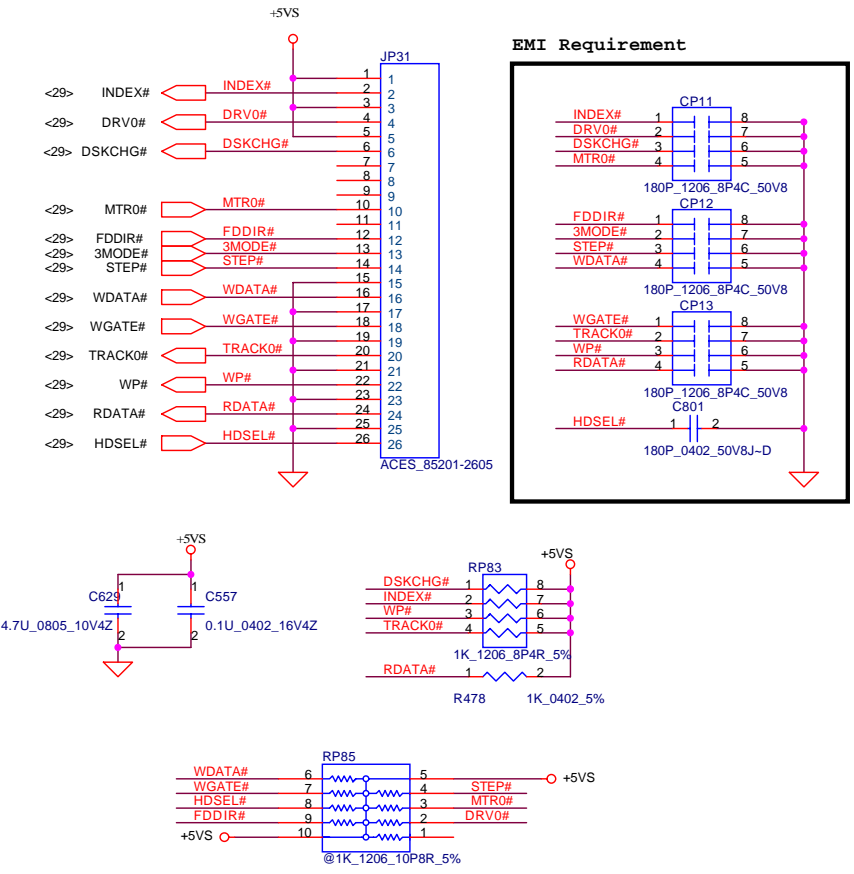 +5VS
EMI Requirement
JP31
1 1
<29> INDEX# INDEX# 2 2
3 3
<29> DRV0# 4 4
5 5
<29> DSKCHG# DSKCHG# 6 6
7 7
8 8
9 9
<29> MTR0# MTR0# 10 10
11 11
<29> FDDIR# FDDIR# 12 12
<29> 3MODE# 3MODE# 13 13
<29> STEP# STEP# 14 14
15 15
<29> WDATA# WDATA# 16 16
17 17
<29> WGATE# WGATE# 18 18
19 19
<29> TRACK0# TRACK0# 20 20
21 21
<29> WP# WP# 22 22
23 23
<29> RDATA# RDATA# 24 24
25 25
<29> HDSEL# HDSEL# 26 26
ACES_85201-2605
CP11
INDEX# 1 8
DRV0# 2 7
DSKCHG# 3 6
MTR0# 4 5
180P_1206_8P4C_50V8
CP12
FDDIR# 1 8
3MODE# 2 7
STEP# 3 6
WDATA# 4 5
180P_1206_8P4C_50V8
CP13
WGATE# 1 8
TRACK0# 2 7
WP# 3 6
RDATA# 4 5
180P_1206_8P4C_50V8
C801
HDSEL# 1 2
180P_0402_50V8J~D
+5VS
1 1
C629 C557
4.7U_0805_10V4Z 0.1U_0402_16V4Z
2 2
+5VS
RP83
DSKCHG# 1 8
INDEX# 2 7
WP# 3 6
TRACK0# 4 5
1K_1206_8P4R_5%
RDATA# 1 2
R478 1K_0402_5%
RP85
WDATA# 6 5 +5VS
WGATE# 7 4 STEP#
HDSEL# 8 3 MTR0#
FDDIR# 9 2 DRV0#
+5VS 10 1
@1K_1206_10P8R_5%